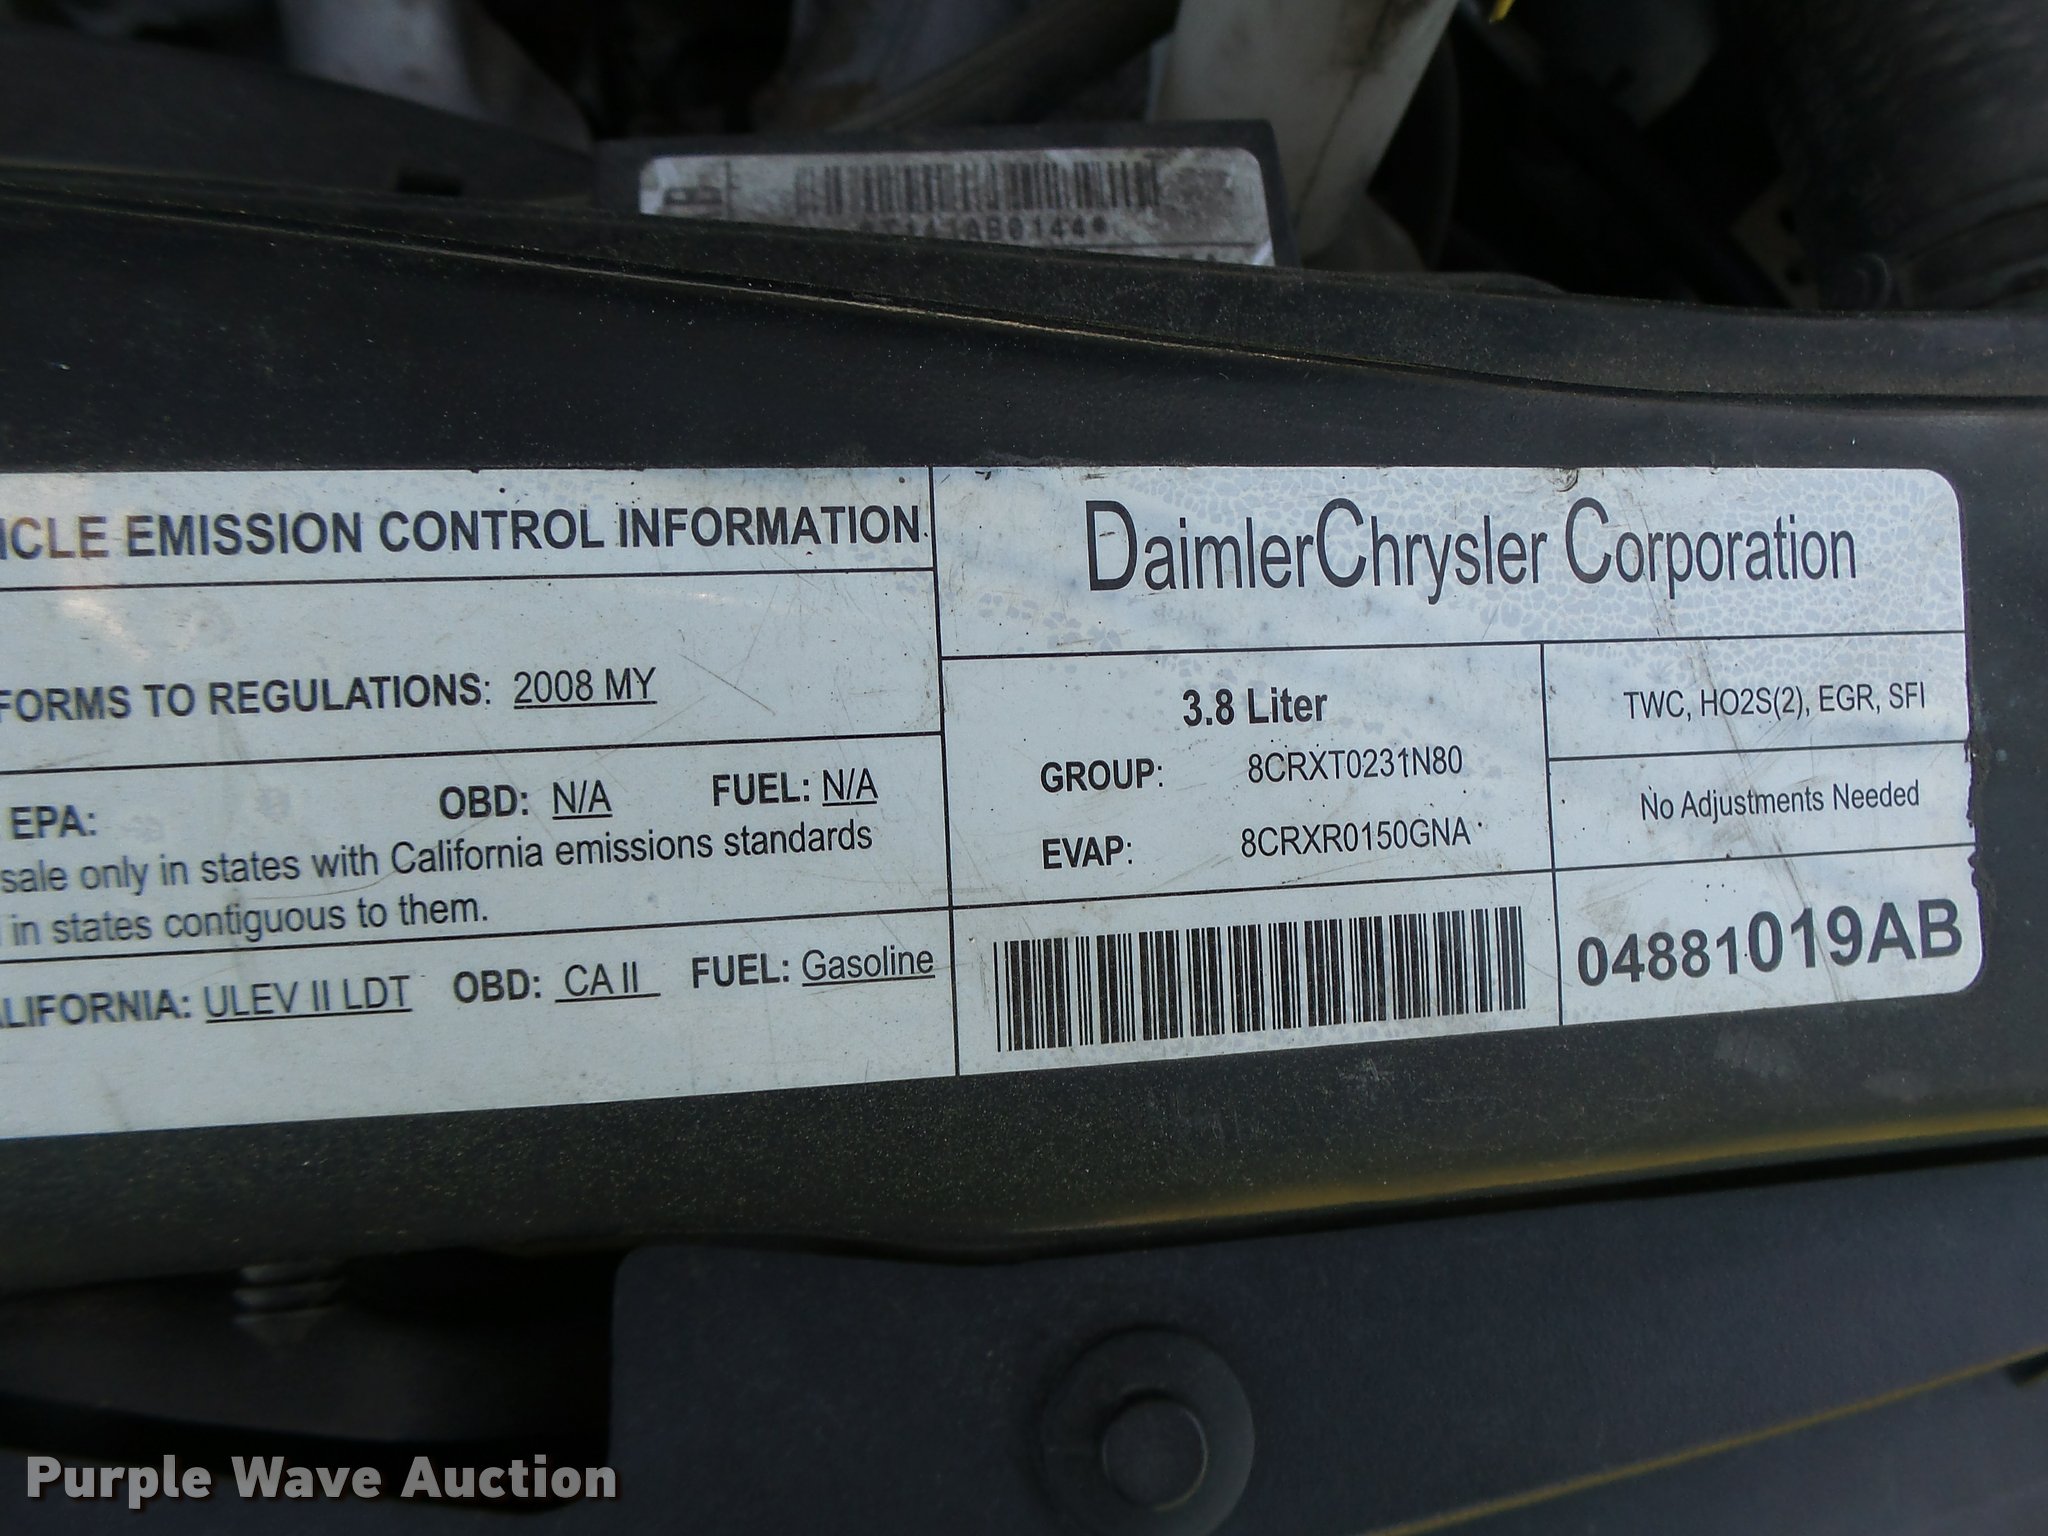 B
ICLE EMISSION CONTROL INFORMATION
DaimlerChrysler Corporation
FORMS TO REGULATIONS: 2008 MY
EPA: OBD: N/A FUEL: N/A
sale only in states with California emissions standards
in states contiguous to them.
ALIFORNIA: ULEV II LDT OBD: CA II FUEL: Gasoline
3.8 Liter
GROUP: 8CRXT0231N80
EVAP: 8CRXR0150GNA
TWC, HO2S(2), EGR, SFI
No Adjustments Needed
04881019AB
Purple Wave Auction